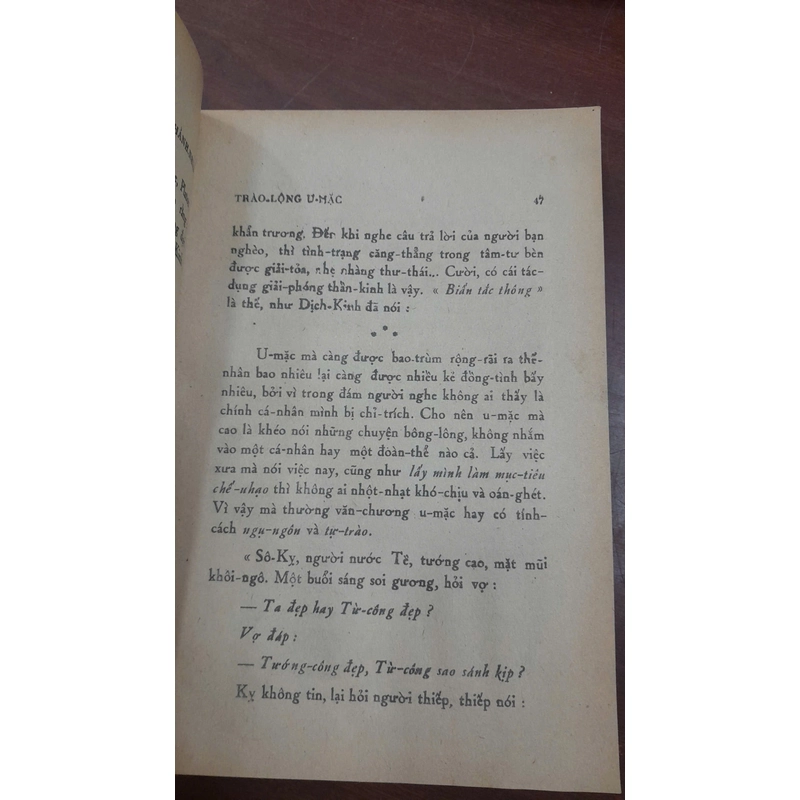 TRÀO-LỘNG U-MẶC 47
khẩn trương. Đến khi nghe câu trả lời của người bạn
nghèo, thì tình-trạng căng-thẳng trong tâm-tư bèn
được giải-tỏa, nhẹ nhàng thư-thái... Cười, có cái tác-
dụng giải-phóng thần-kinh là vậy. « Biến tắc thông »
là thế, như Dịch-Kinh đã nói :
***
U-mặc mà càng được bao-trùm rộng-rãi ra thế-
nhân bao nhiêu lại càng được nhiều kẻ đồng-tình bấy
nhiêu, bởi vì trong đám người nghe không ai thấy là
chính cá-nhân mình bị chỉ-trích. Cho nên u-mặc mà
cao là khéo nói những chuyện bông-lông, không nhắm
vào một cá-nhân hay một đoàn-thể nào cả. Lấy việc
xưa mà nói việc nay, cũng như lấy mình làm mục-tiêu
chế-nhạo thì không ai nhột-nhạt khó-chịu và oán-ghét.
Vì vậy mà thường văn-chương u-mặc hay có tính-
cách ngụ-ngôn và tự-trào.
« Sô-Kỵ, người nước Tề, tướng cao, mặt mũi
khôi-ngô. Một buổi sáng soi gương, hỏi vợ :
— Ta đẹp hay Từ-công đẹp ?
Vợ đáp :
— Tướng-công đẹp, Từ-công sao sánh kịp ?
Kỵ không tin, lại hỏi người thiếp, thiếp nói :